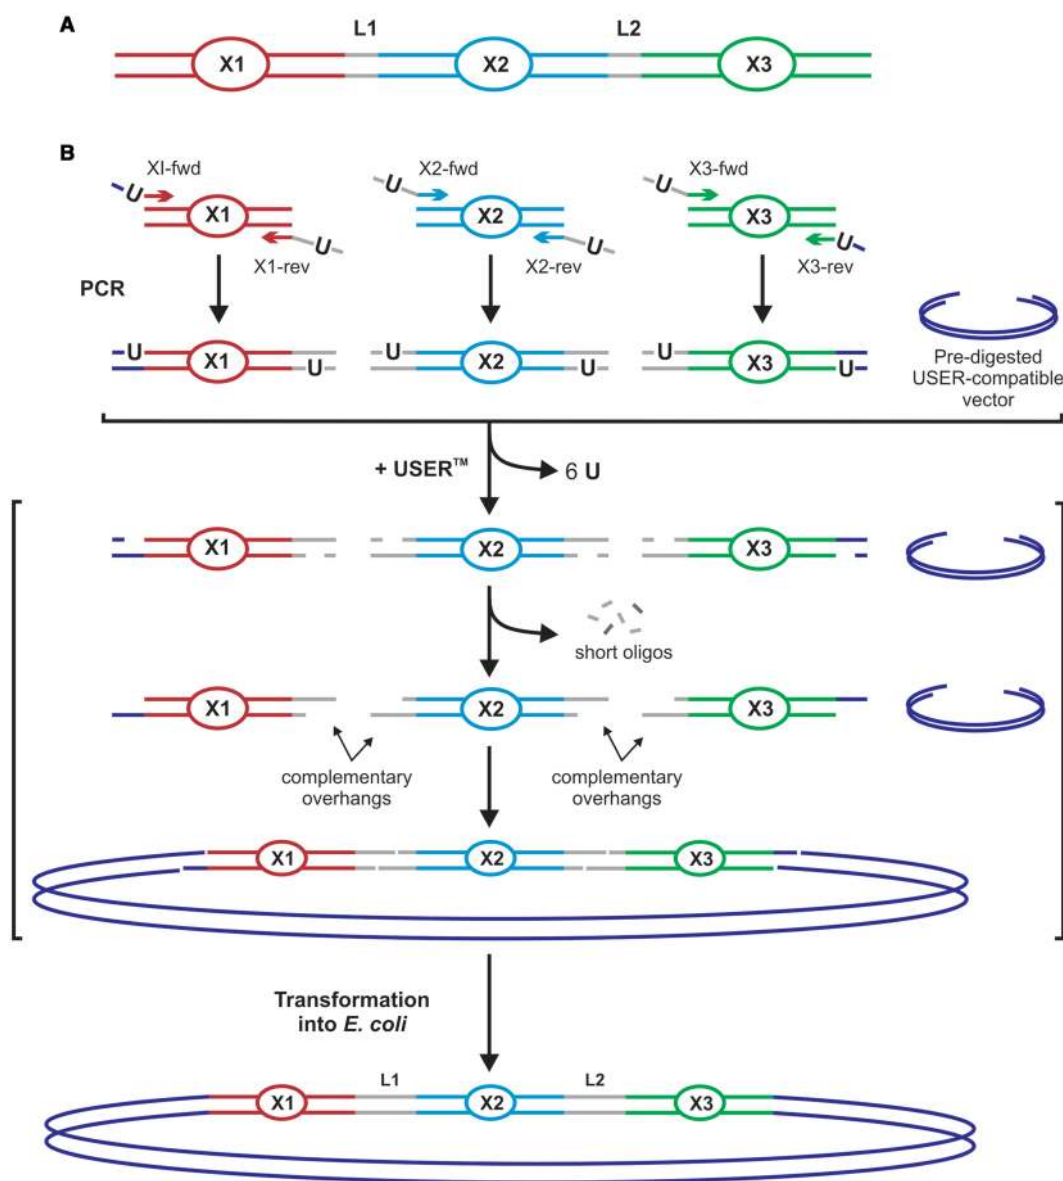 A
L1
L2
X1
X2
X3
B
XI-fwd
X2-fwd
X3-fwd
U
U
U
X1
X2
X3
U
U
U
X1-rev
X2-rev
X3-rev
PCR
U
X1
U
U
X2
U
U
X3
U
Pre-digested
USER-compatible
vector
+ USER™
6 U
X1
X2
X3
short oligos
X1
X2
X3
complementary
overhangs
complementary
overhangs
X1
X2
X3
Transformation
into E. coli
L1
L2
X1
X2
X3